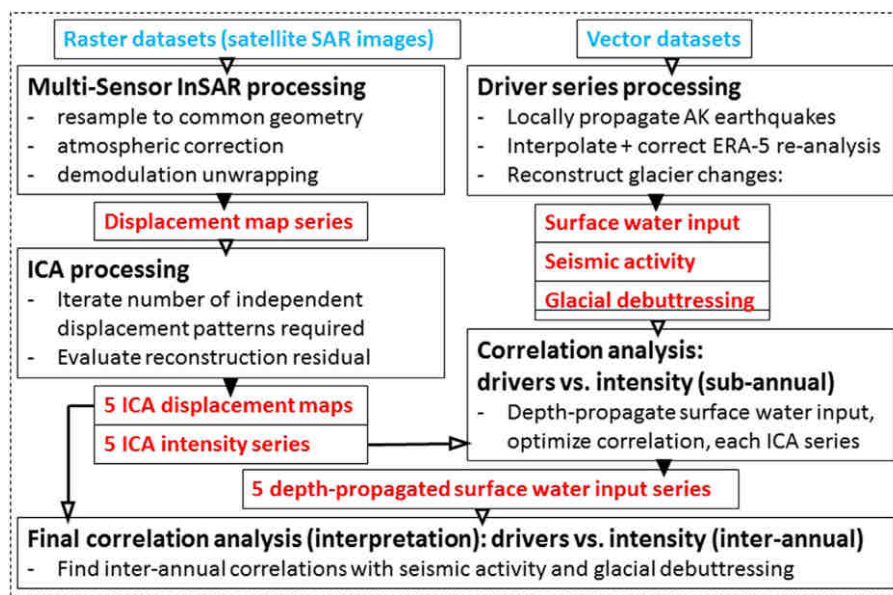 Raster datasets (satellite SAR images)
Multi-Sensor InSAR processing
- resample to common geometry
- atmospheric correction
- demodulation unwrapping
Displacement map series
ICA processing
- Iterate number of independent
displacement patterns required
- Evaluate reconstruction residual
5 ICA displacement maps
5 ICA intensity series
Vector datasets
Driver series processing
- Locally propagate AK earthquakes
- Interpolate + correct ERA-5 re-analysis
- Reconstruct glacier changes:
Surface water input
Seismic activity
Glacial debuttressing
Correlation analysis:
drivers vs. intensity (sub-annual)
- Depth-propagate surface water input,
optimize correlation, each ICA series
5 depth-propagated surface water input series
Final correlation analysis (interpretation): drivers vs. intensity (inter-annual)
- Find inter-annual correlations with seismic activity and glacial debuttressing